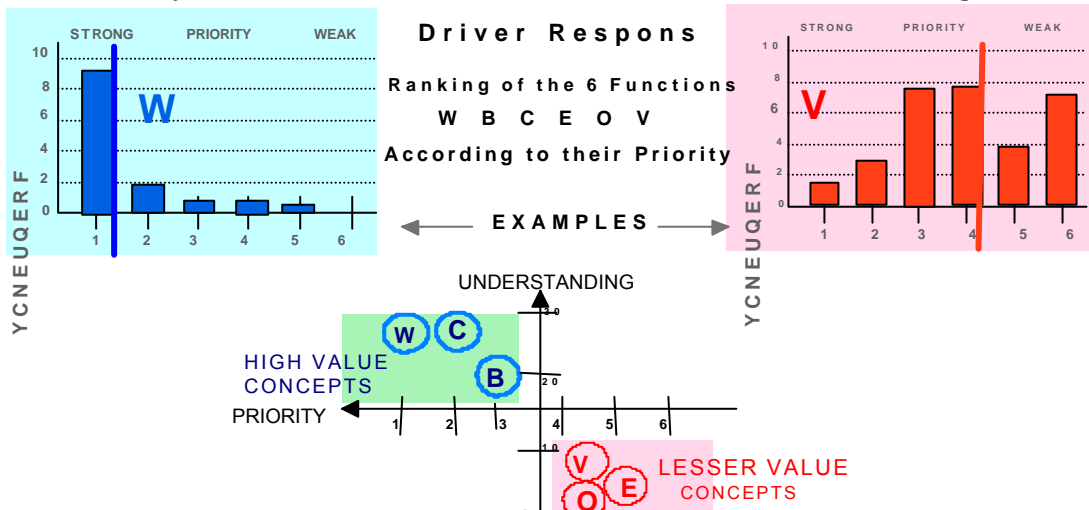 STRONG PRIORITY WEAK
10
8
6
4
2
0
W
1 2 3 4 5 6
YCNEUQERF
Driver Respons
Ranking of the 6 Functions
W B C E O V
According to their Priority
EXAMPLES
STRONG PRIORITY WEAK
10
8
6
4
2
0
V
1 2 3 4 5 6
YCNEUQERF
UNDERSTANDING
30
W C
B
HIGH VALUE
CONCEPTS
20
PRIORITY
1 2 3 4 5 6
10
V
E
O
LESSER VALUE
CONCEPTS